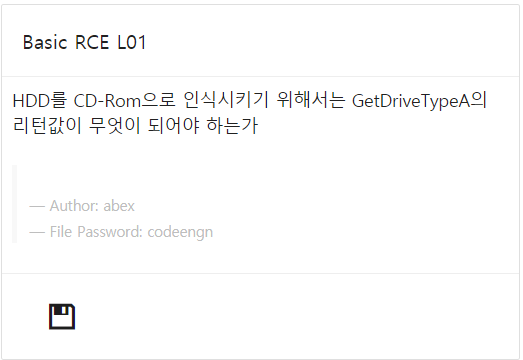 Basic RCE L01
HDD를 CD-Rom으로 인식시키기 위해서는 GetDriveTypeA의
리턴값이 무엇이 되어야 하는가
— Author: abex
— File Password: codeengn